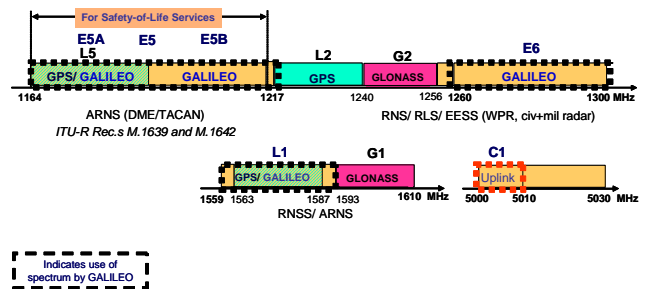 For Safety-of-Life Services
E5A E5 E5B
L5 L2 G2 E6
GPS/ GALILEO GALILEO GPS GLONASS GALILEO
1164 1217 1240 1256 1260 1300 MHz
ARNS (DME/TACAN) RNS/ RLS/ EESS (WPR, civ+mil radar)
ITU-R Rec.s M.1639 and M.1642
L1 G1 C1
GPS/ GALILEO GLONASS Uplink
1559 1563 1587 1593 1610 MHz 5000 5010 5030 MHz
RNSS/ ARNS
Indicates use of
spectrum by GALILEO